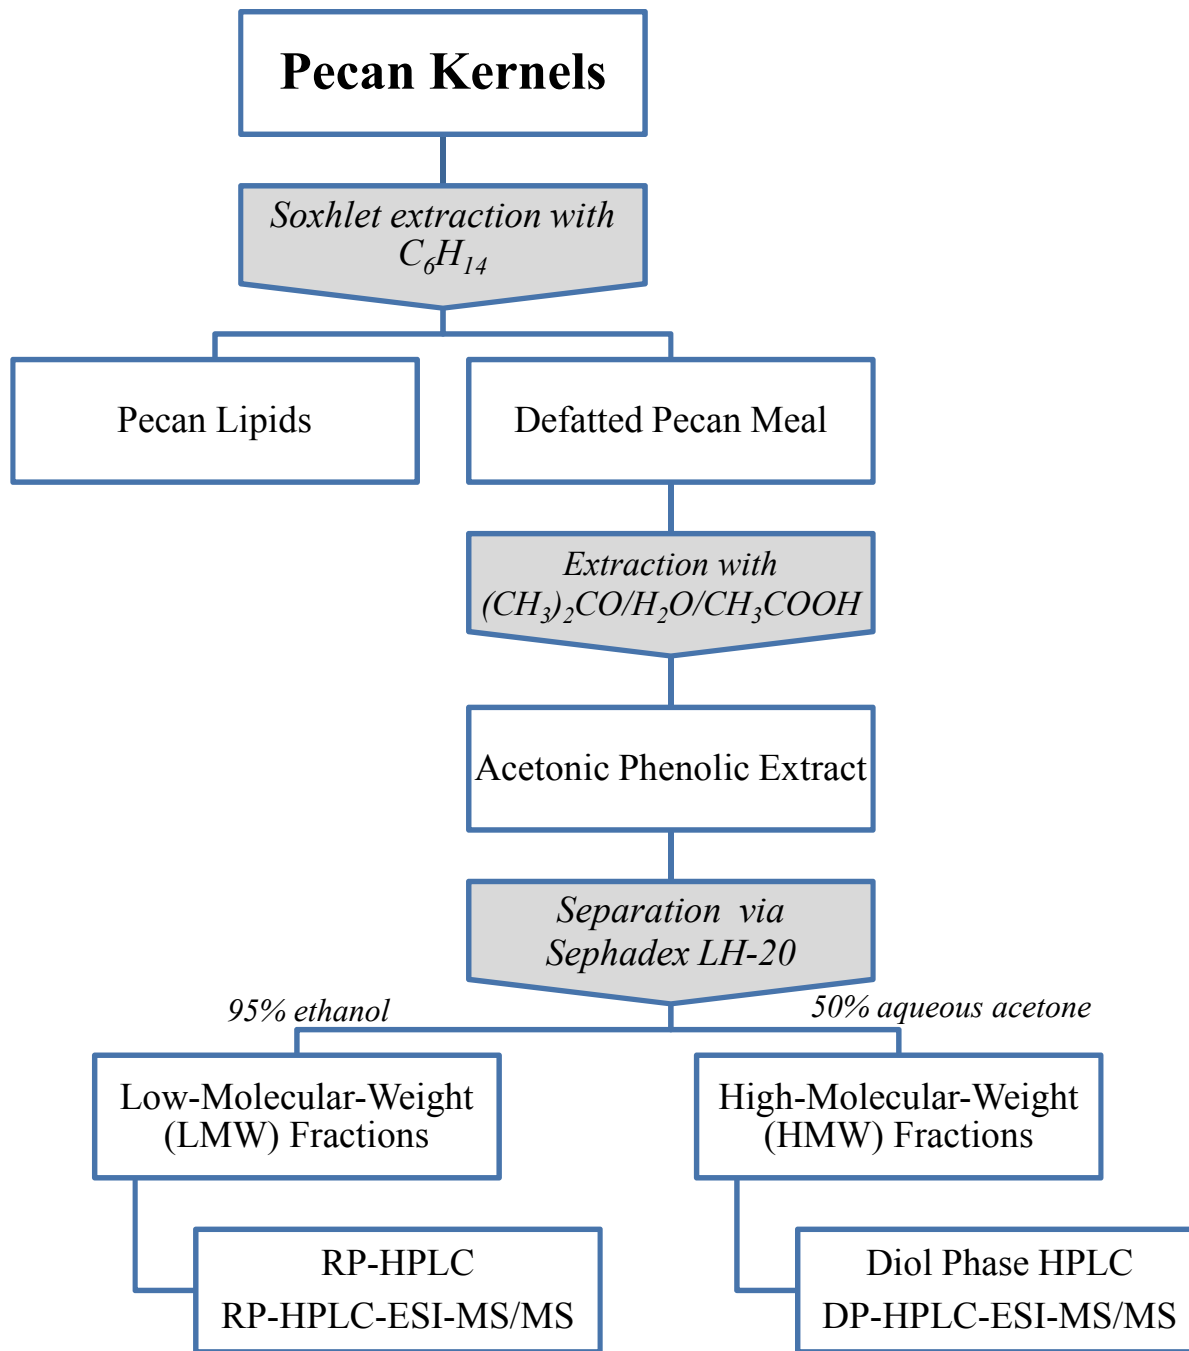 Pecan Kernels
Soxhlet extraction with
C₆H₁₄
Pecan Lipids
Defatted Pecan Meal
Extraction with
(CH₃)₂CO/H₂O/CH₃COOH
Acetonic Phenolic Extract
Separation via
Sephadex LH-20
95% ethanol
50% aqueous acetone
Low-Molecular-Weight
(LMW) Fractions
High-Molecular-Weight
(HMW) Fractions
RP-HPLC
RP-HPLC-ESI-MS/MS
Diol Phase HPLC
DP-HPLC-ESI-MS/MS